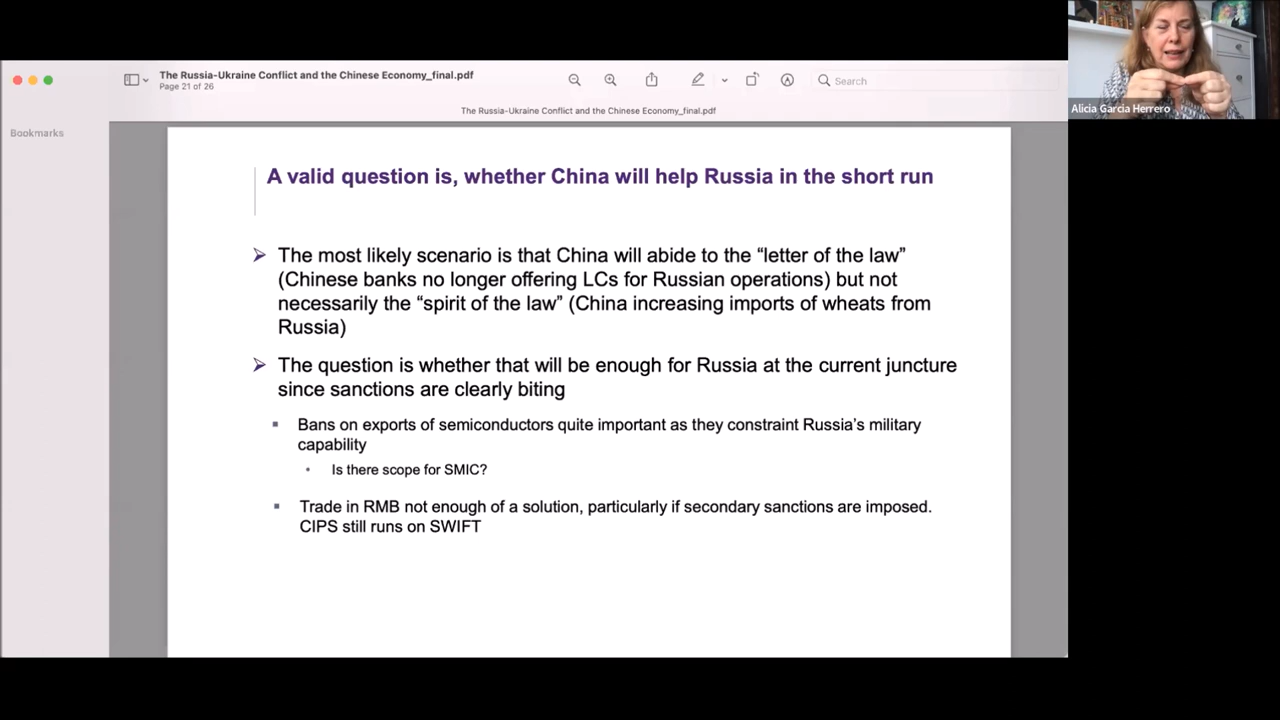 The Russia-Ukraine Conflict and the Chinese Economy_final.pdf
Page 21 of 26
Search
Alicia Garcia Herrero
The Russia-Ukraine Conflict and the Chinese Economy_final.pdf
Bookmarks
A valid question is, whether China will help Russia in the short run
➢ The most likely scenario is that China will abide to the “letter of the law”
(Chinese banks no longer offering LCs for Russian operations) but not
necessarily the “spirit of the law” (China increasing imports of wheats from
Russia)
➢ The question is whether that will be enough for Russia at the current juncture
since sanctions are clearly biting
▪ Bans on exports of semiconductors quite important as they constraint Russia’s military
capability
• Is there scope for SMIC?
▪ Trade in RMB not enough of a solution, particularly if secondary sanctions are imposed.
CIPS still runs on SWIFT